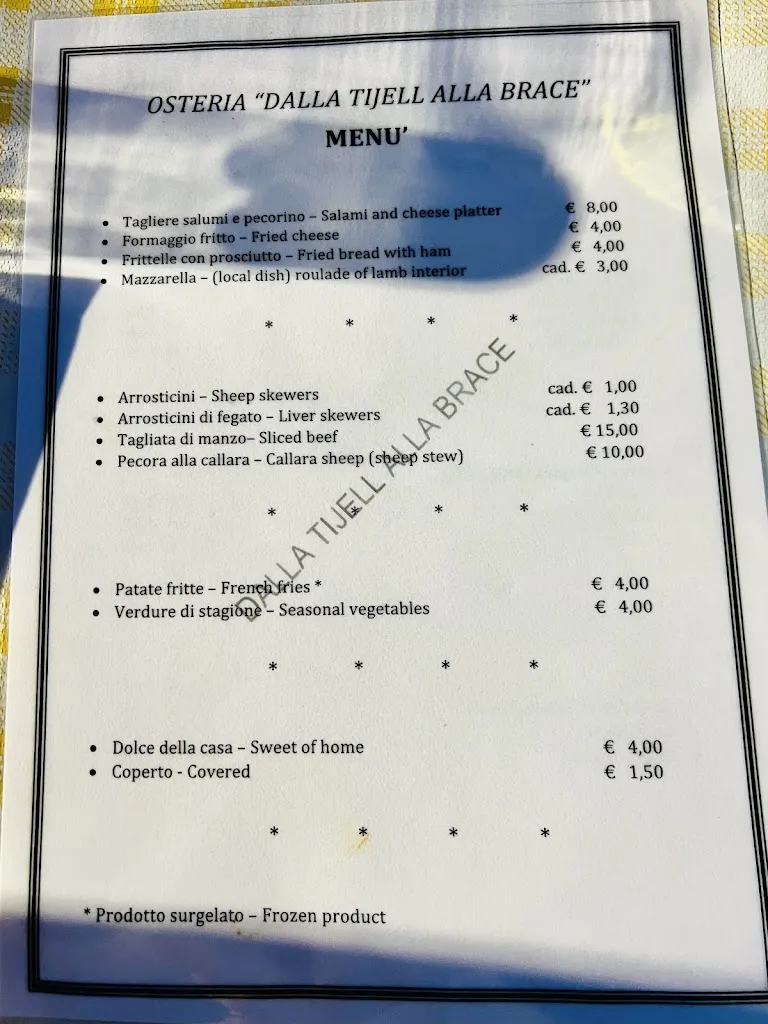 OSTERIA “DALLA TIJELL ALLA BRACE”
MENU’
• Tagliere salumi e pecorino – Salami and cheese platter € 8,00
• Formaggio fritto – Fried cheese € 4,00
• Frittelle con prosciutto – Fried bread with ham € 4,00
• Mazzarella – (local dish) roulade of lamb interior cad. € 3,00
* * * *
• Arrosticini – Sheep skewers cad. € 1,00
• Arrosticini di fegato – Liver skewers cad. € 1,30
• Tagliata di manzo– Sliced beef € 15,00
• Pecora alla callara – Callara sheep (sheep stew) € 10,00
* * * *
DALLA TIJELL ALLA BRACE
• Patate fritte – French fries * € 4,00
• Verdure di stagione – Seasonal vegetables € 4,00
* * * *
• Dolce della casa – Sweet of home € 4,00
• Coperto - Covered € 1,50
* * * *
* Prodotto surgelato – Frozen product